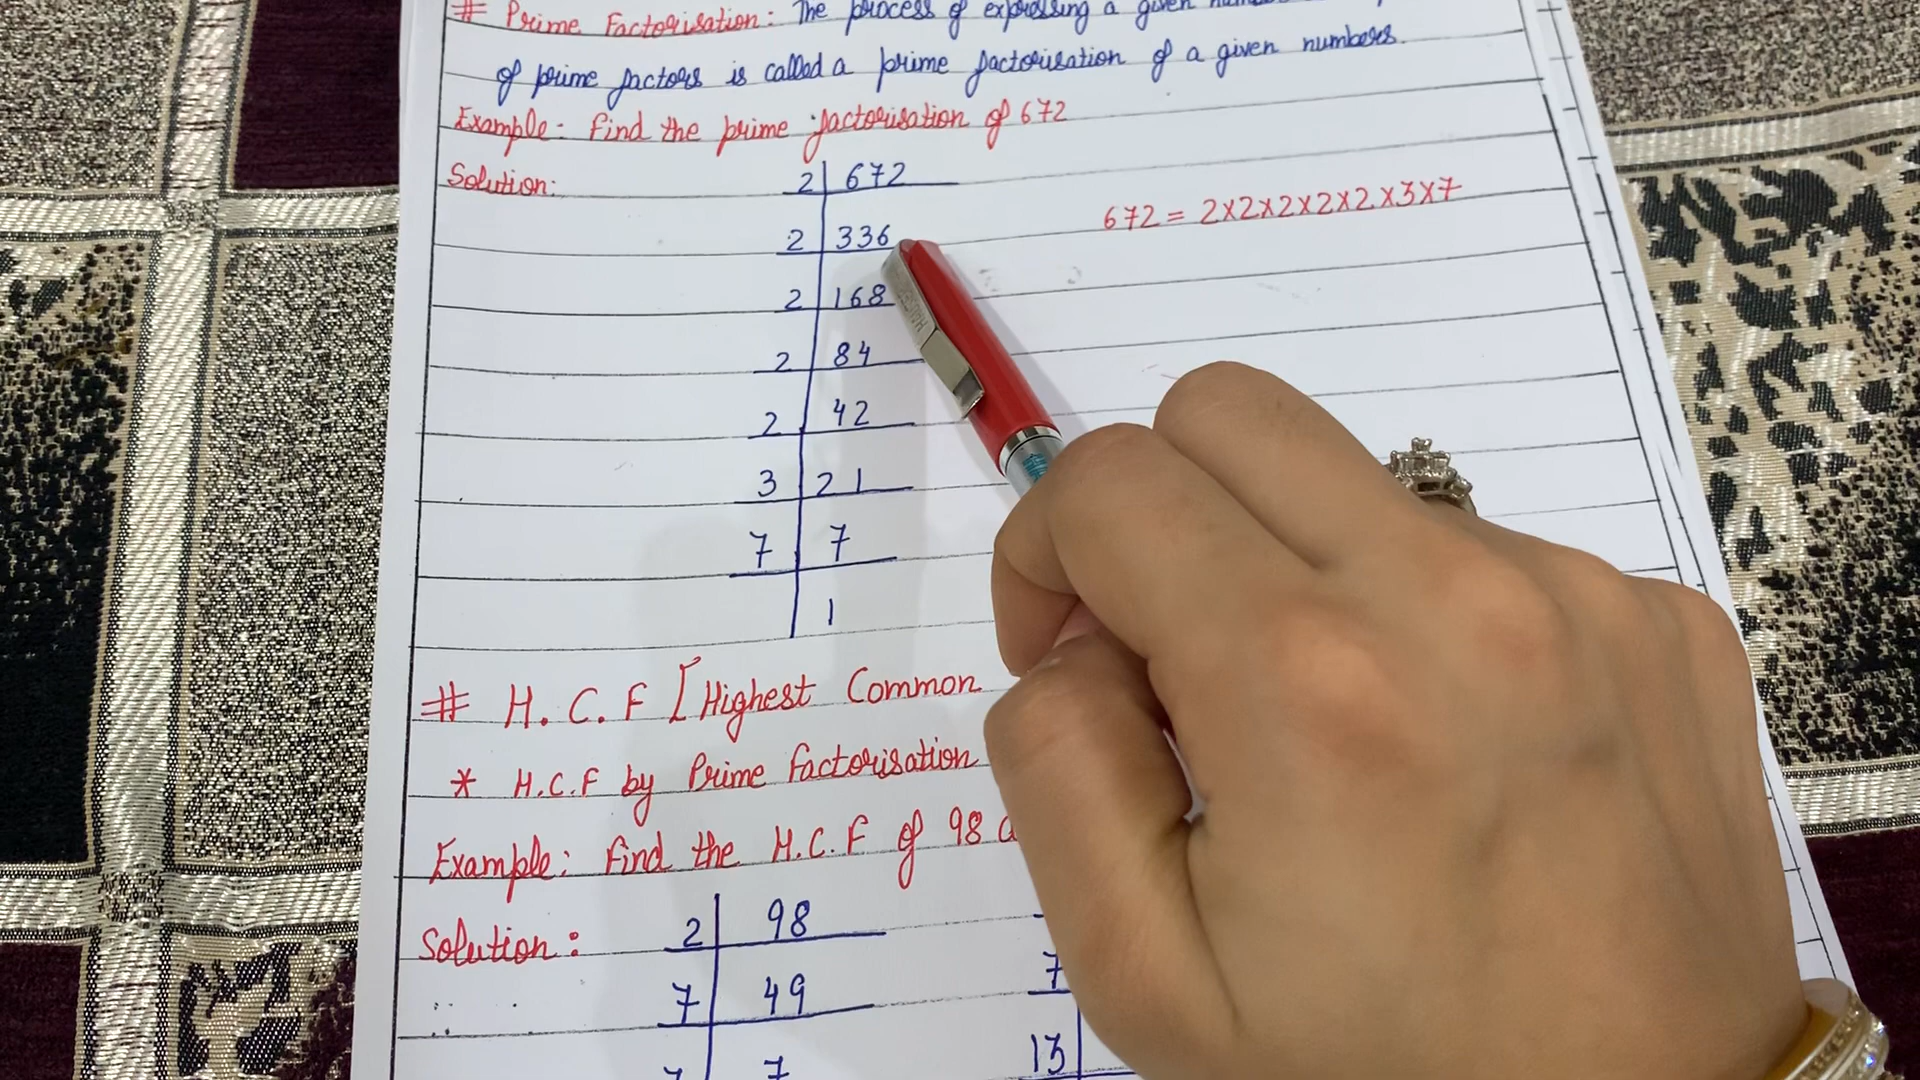 # Prime Factorisation: The process of expressing a given
of prime factors is called a prime factorisation of a given numbers.
Example: Find the prime factorisation of 672
Solution:
2 672
672 = 2x2x2x2x2x3x7
2 336
2 168
2 84
2 42
3 21
7 7
1
# H.C.F [Highest Common
* H.C.F by Prime Factorisation
Example: Find the H.C.F of 98
Solution:
2 98
7 49
7
13
7